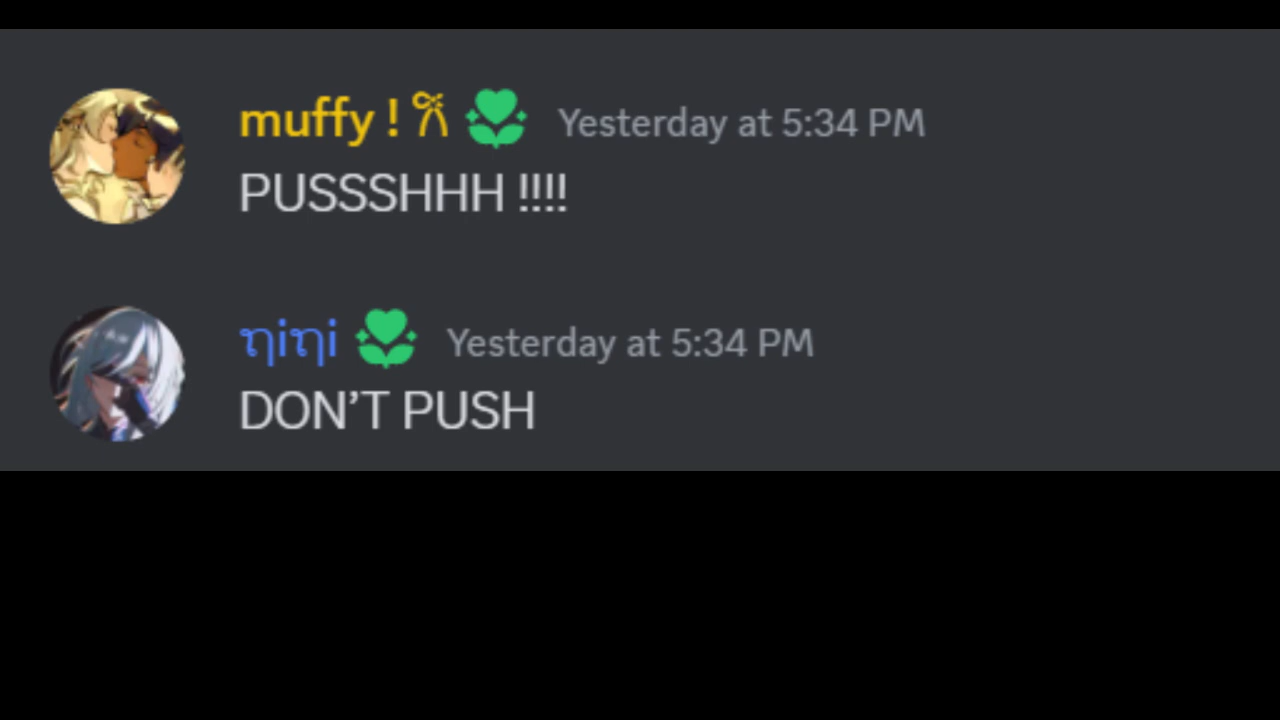 muffy ! ꔫ Yesterday at 5:34 PM
PUSSSHHH !!!!
ηiηi Yesterday at 5:34 PM
DON’T PUSH